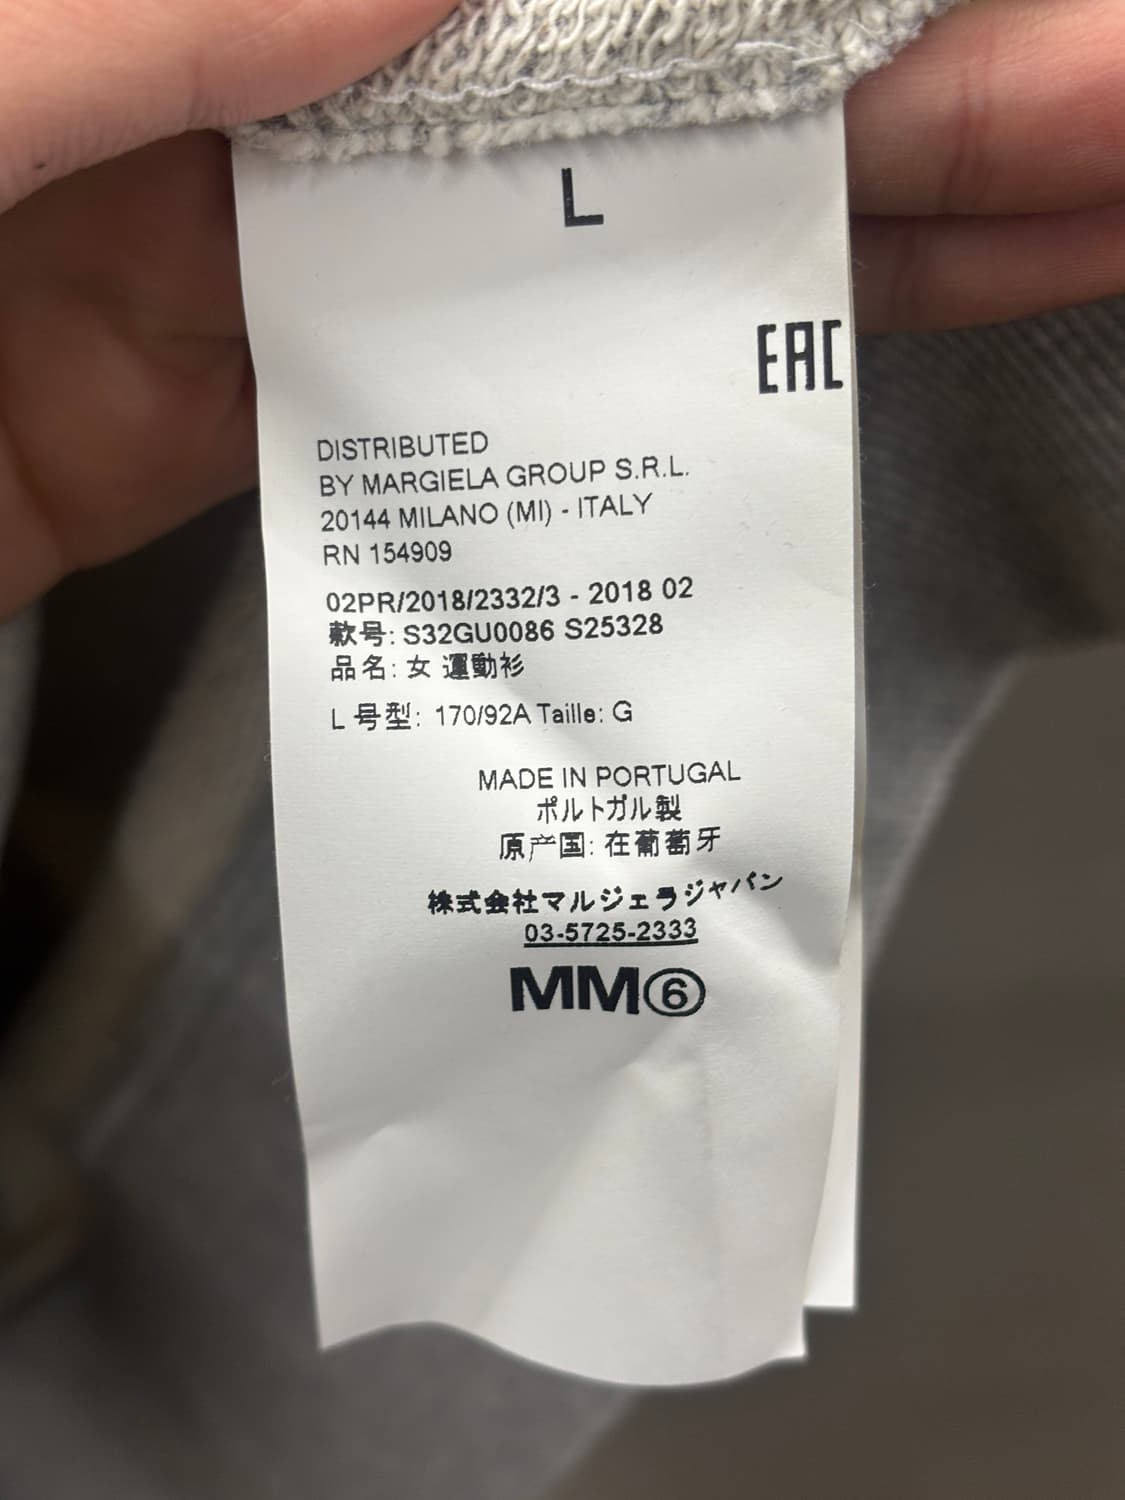 L
EAC
DISTRIBUTED
BY MARGIELA GROUP S.R.L.
20144 MILANO (MI) - ITALY
RN 154909
02PR/2018/2332/3 - 2018 02
款号: S32GU0086 S25328
品名: 女 運動衫
L 号型: 170/92A Taille: G
MADE IN PORTUGAL
ポルトガル製
原产国: 在葡萄牙
株式会社マルジェラジャパン
03-5725-2333
MM⑥